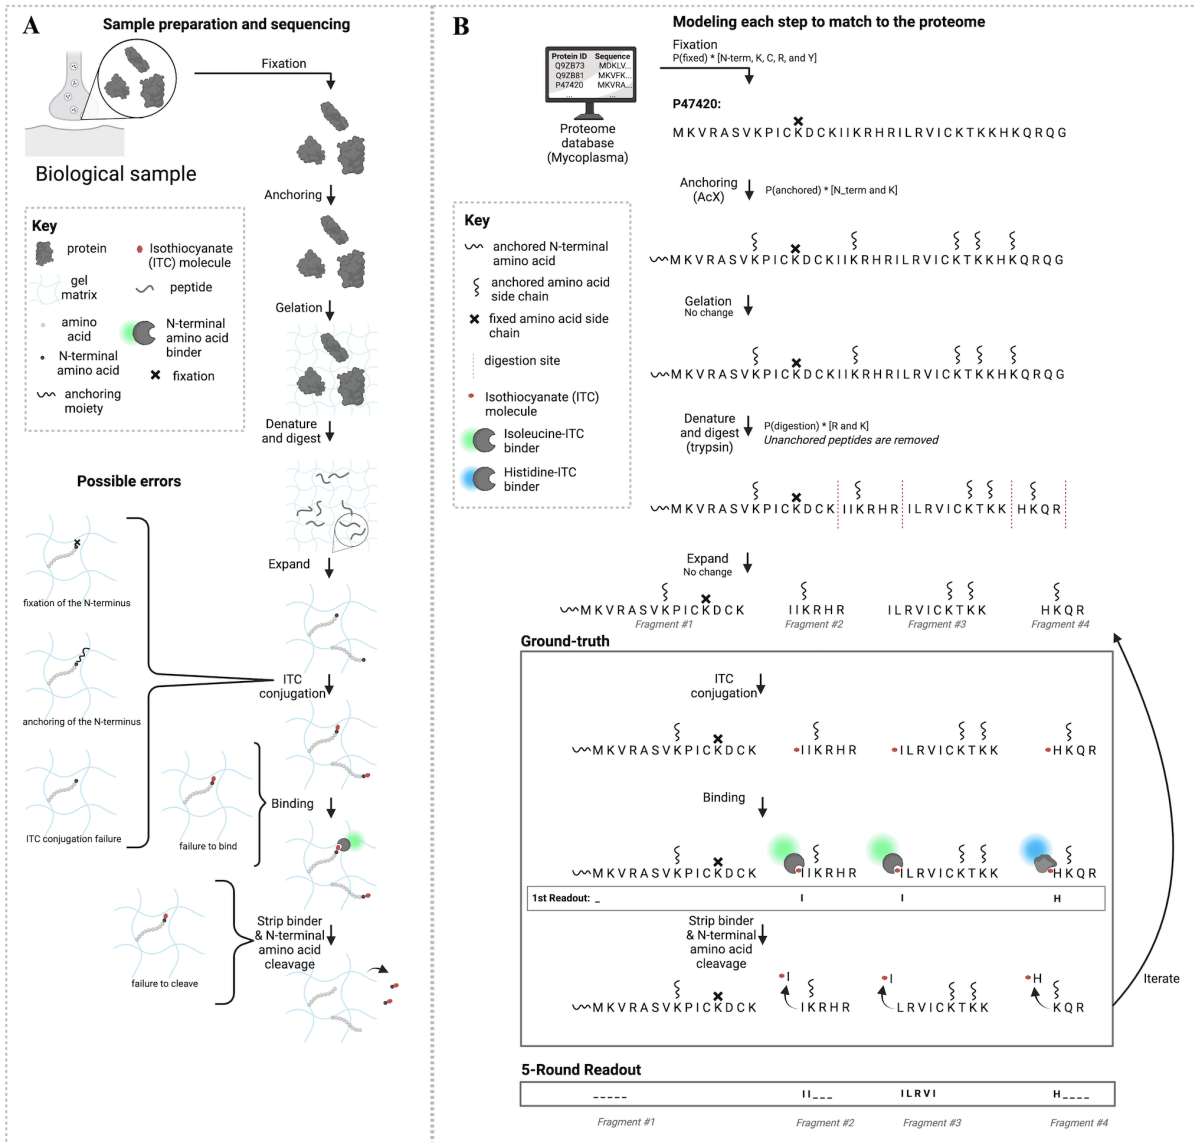 A
Sample preparation and sequencing
Fixation
Biological sample
Anchoring
Key
protein
Isothiocyanate
(ITC) molecule
gel
matrix
peptide
amino
acid
N-terminal
amino acid
binder
N-terminal
amino acid
fixation
anchoring
moiety
Gelation
Denature
and digest
Possible errors
Expand
fixation of the N-terminus
ITC
conjugation
anchoring of the N-terminus
Binding
ITC conjugation failure
failure to bind
Strip binder
& N-terminal
amino acid
cleavage
failure to cleave
B
Modeling each step to match to the proteome
Protein ID Sequence
Q9ZB73 MDKLV...
Q9ZB81 MKVFK...
P47420 MKVRA...
... ...
Proteome
database
(Mycoplasma)
Fixation
P(fixed) * [N-term, K, C, R, and Y]
P47420:
MKVRASVKPICKDCKIIKRHRILRVICKTKKHKQRQG
Anchoring
(AcX)
P(anchored) * [N_term and K]
MKVRASVKPICKDCKIIKRHRILRVICKTKKHKQRQG
Key
anchored N-terminal
amino acid
anchored amino acid
side chain
fixed amino acid side
chain
digestion site
Isothiocyanate (ITC)
molecule
Isoleucine-ITC
binder
Histidine-ITC
binder
Gelation
No change
MKVRASVKPICKDCKIIKRHRILRVICKTKKHKQRQG
Denature
and digest
(trypsin)
P(digestion) * [R and K]
Unanchored peptides are removed
MKVRASVKPICKDCK IIKRHR ILRVICKTKK HKQR
Expand
No change
MKVRASVKPICKDCK IIKRHR ILRVICKTKK HKQR
Fragment #1 Fragment #2 Fragment #3 Fragment #4
Ground-truth
ITC
conjugation
MKVRASVKPICKDCK IIKRHR ILRVICKTKK HKQR
Binding
MKVRASVKPICKDCK IIKRHR ILRVICKTKK HKQR
1st Readout: _ I I H
Strip binder
& N-terminal
amino acid
cleavage
I I H
MKVRASVKPICKDCK IKRHR LRVICKTKK KQR
Iterate
5-Round Readout
_ _ _ _ _ II_ _ _ ILRVI H_ _ _ _
Fragment #1 Fragment #2 Fragment #3 Fragment #4